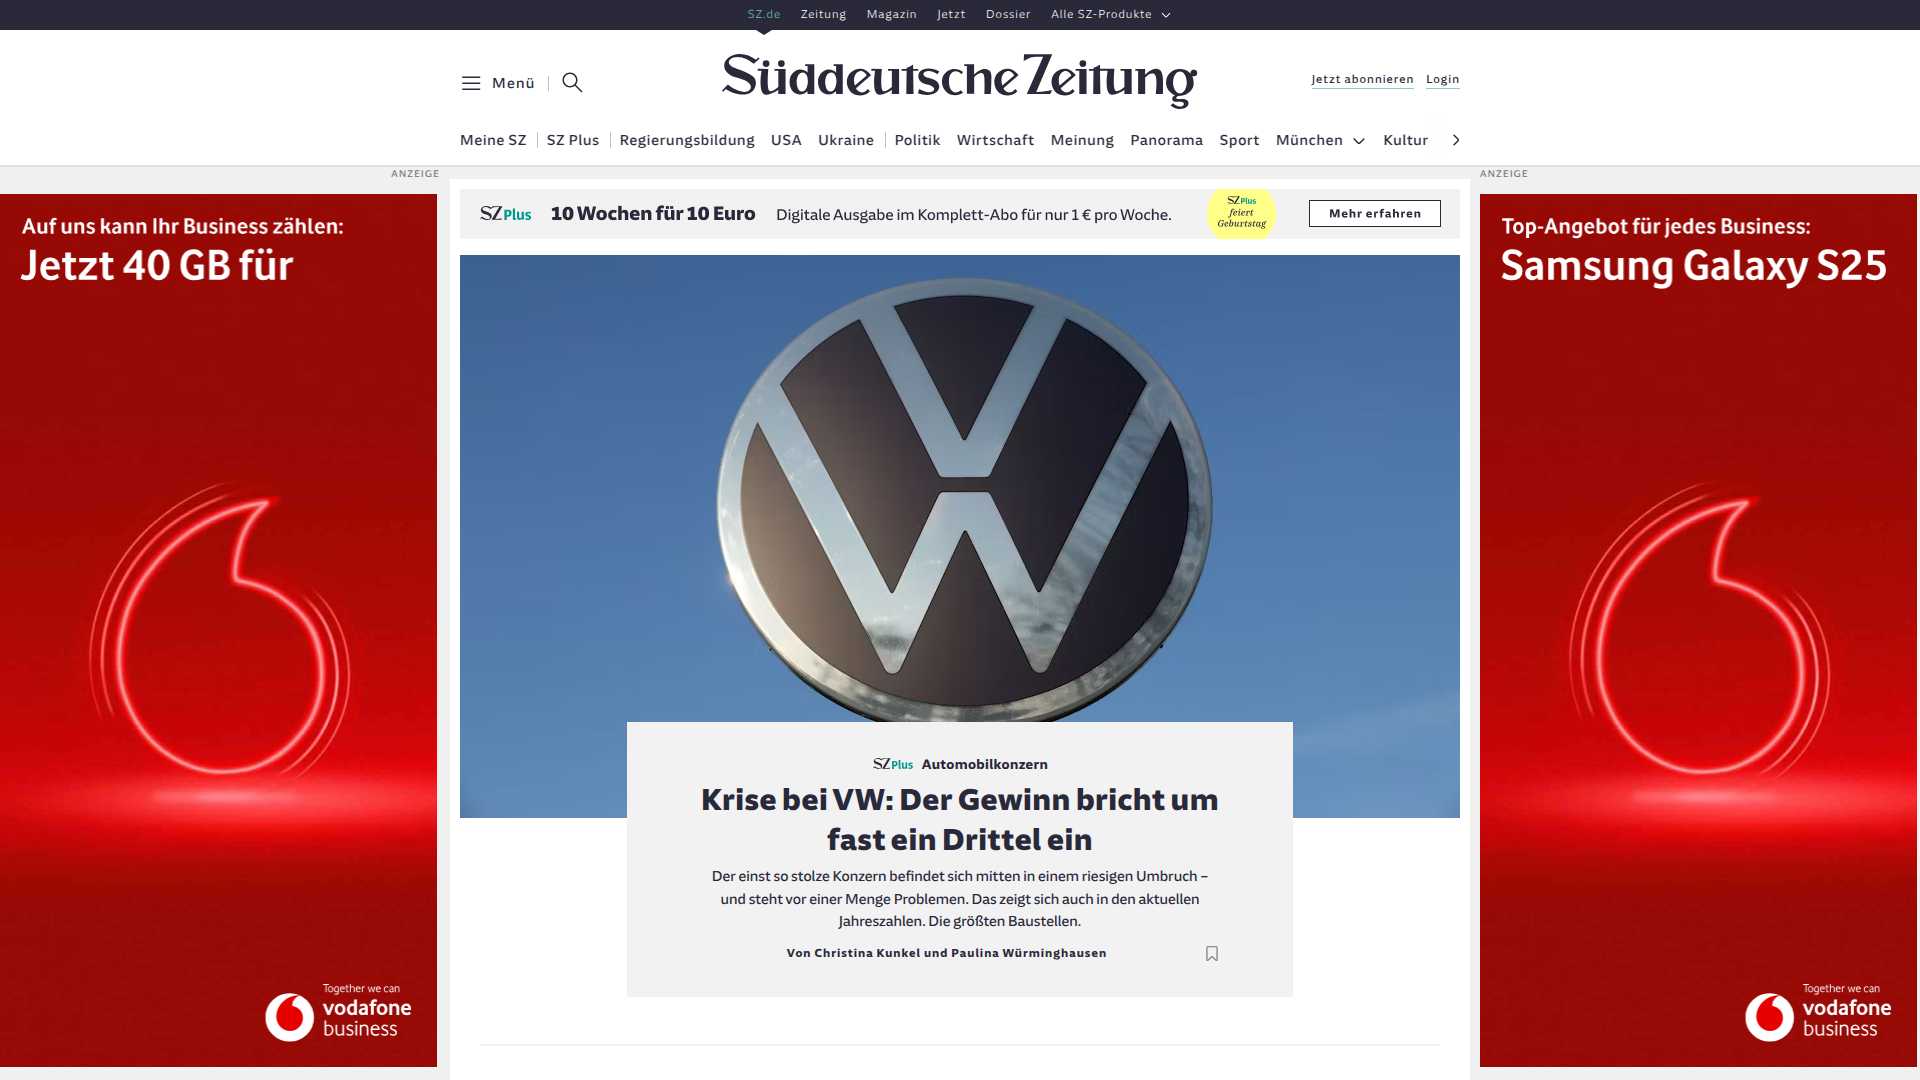 SZ.de Zeitung Magazin Jetzt Dossier Alle SZ-Produkte
Menü
Süddeutsche Zeitung
Jetzt abonnieren Login
Meine SZ SZ Plus Regierungsbildung USA Ukraine Politik Wirtschaft Meinung Panorama Sport München Kultur
ANZEIGE
Auf uns kann Ihr Business zählen:
Jetzt 40 GB für
Together we can
vodafone
business
SZ Plus 10 Wochen für 10 Euro Digitale Ausgabe im Komplett-Abo für nur 1 € pro Woche.
SZ Plus
feiert
Geburtstag
Mehr erfahren
SZ Plus Automobilkonzern
Krise bei VW: Der Gewinn bricht um
fast ein Drittel ein
Der einst so stolze Konzern befindet sich mitten in einem riesigen Umbruch –
und steht vor einer Menge Problemen. Das zeigt sich auch in den aktuellen
Jahreszahlen. Die größten Baustellen.
Von Christina Kunkel und Paulina Würminghausen
ANZEIGE
Top-Angebot für jedes Business:
Samsung Galaxy S25
Together we can
vodafone
business